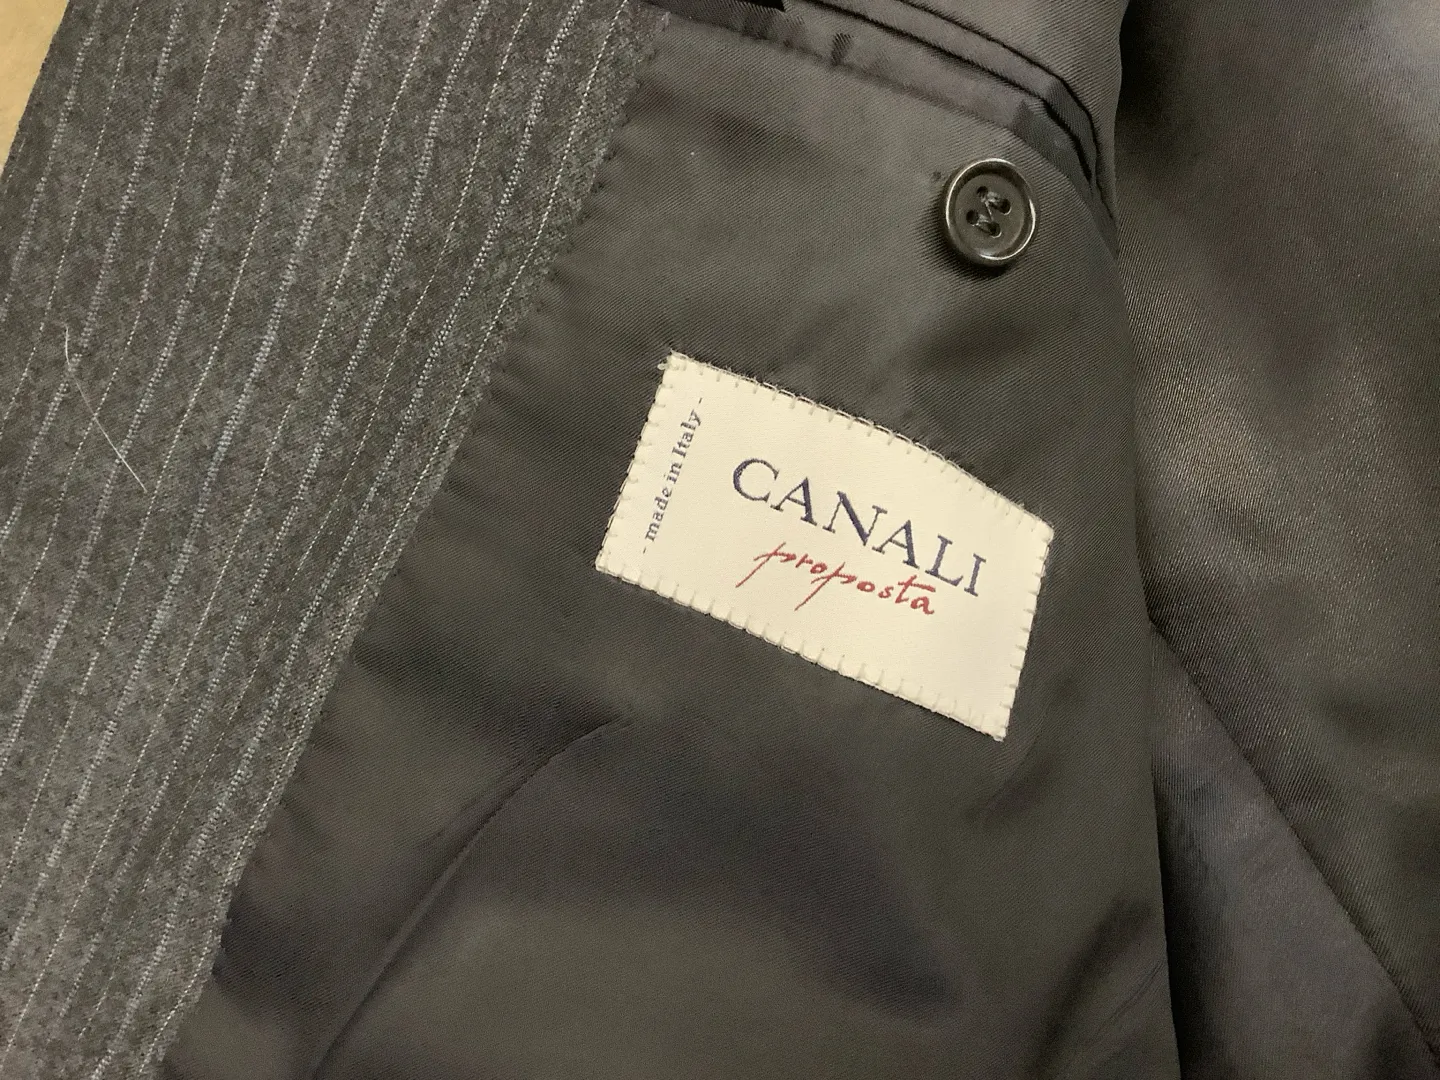 - made in Italy -
CANALI
proposta